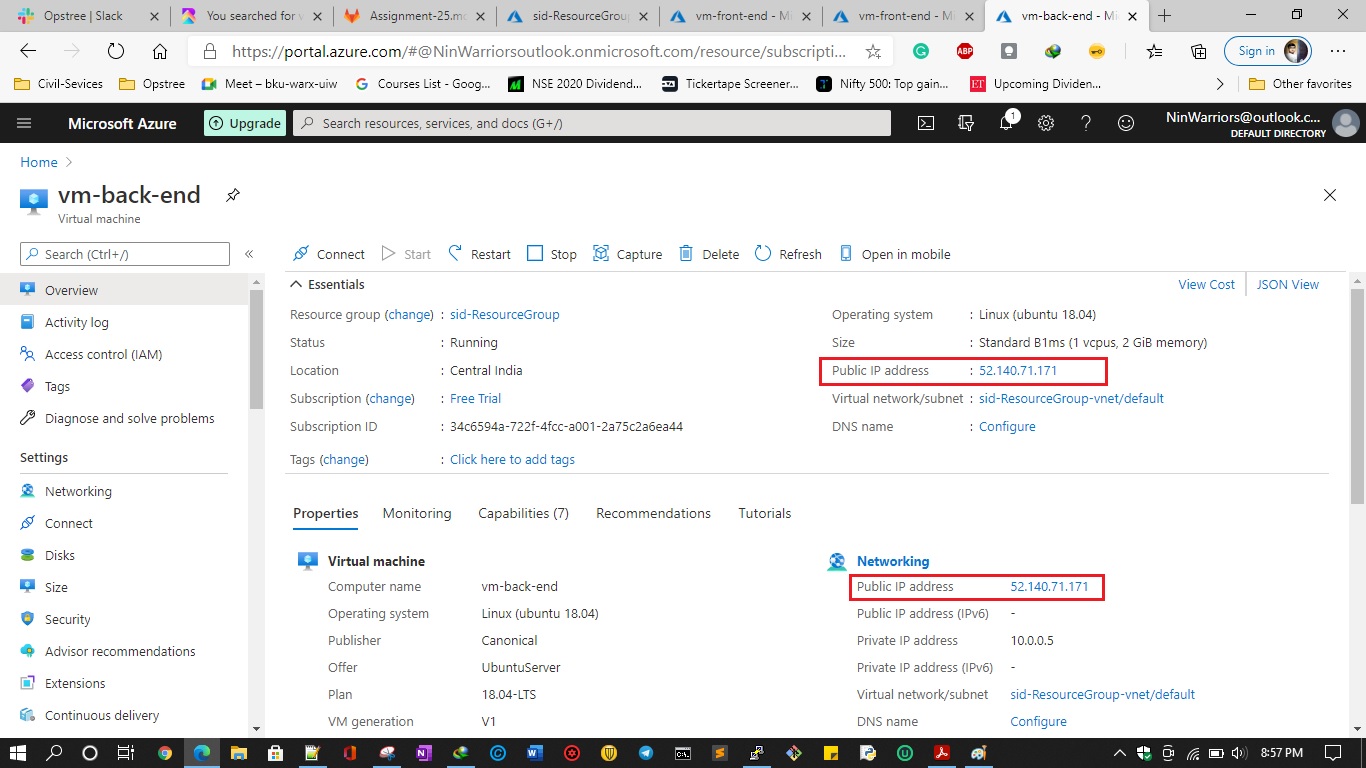 Opstree | Slack
You searched for v
Assignment-25.m
sid-ResourceGroup
vm-front-end - Mi
vm-front-end - Mi
vm-back-end - Mi
https://portal.azure.com/#@NinWarriorsoutlook.onmicrosoft.com/resource/subscripti...
ABP
Sign in
Civil-Sevices
Opstree
Meet – bku-warx-uiw
Courses List - Goog...
NSE 2020 Dividend...
Tickertape Screener...
Nifty 500: Top gain...
ET
Upcoming Dividen...
Other favorites
Microsoft Azure
Upgrade
Search resources, services, and docs (G+/)
1
NinWarriors@outlook.c...
DEFAULT DIRECTORY
Home
vm-back-end
Virtual machine
Search (Ctrl+/)
Connect
Start
Restart
Stop
Capture
Delete
Refresh
Open in mobile
Overview
Activity log
Access control (IAM)
Tags
Diagnose and solve problems
Settings
Networking
Connect
Disks
Size
Security
Advisor recommendations
Extensions
Continuous delivery
Essentials
View Cost
JSON View
Resource group (change) : sid-ResourceGroup
Status : Running
Location : Central India
Subscription (change) : Free Trial
Subscription ID : 34c6594a-722f-4fcc-a001-2a75c2a6ea44
Tags (change) : Click here to add tags
Operating system : Linux (ubuntu 18.04)
Size : Standard B1ms (1 vcpus, 2 GiB memory)
Public IP address : 52.140.71.171
Virtual network/subnet : sid-ResourceGroup-vnet/default
DNS name : Configure
Properties
Monitoring
Capabilities (7)
Recommendations
Tutorials
Virtual machine
Computer name vm-back-end
Operating system Linux (ubuntu 18.04)
Publisher Canonical
Offer UbuntuServer
Plan 18.04-LTS
VM generation V1
Networking
Public IP address 52.140.71.171
Public IP address (IPv6) -
Private IP address 10.0.0.5
Private IP address (IPv6) -
Virtual network/subnet sid-ResourceGroup-vnet/default
DNS name Configure
8:57 PM